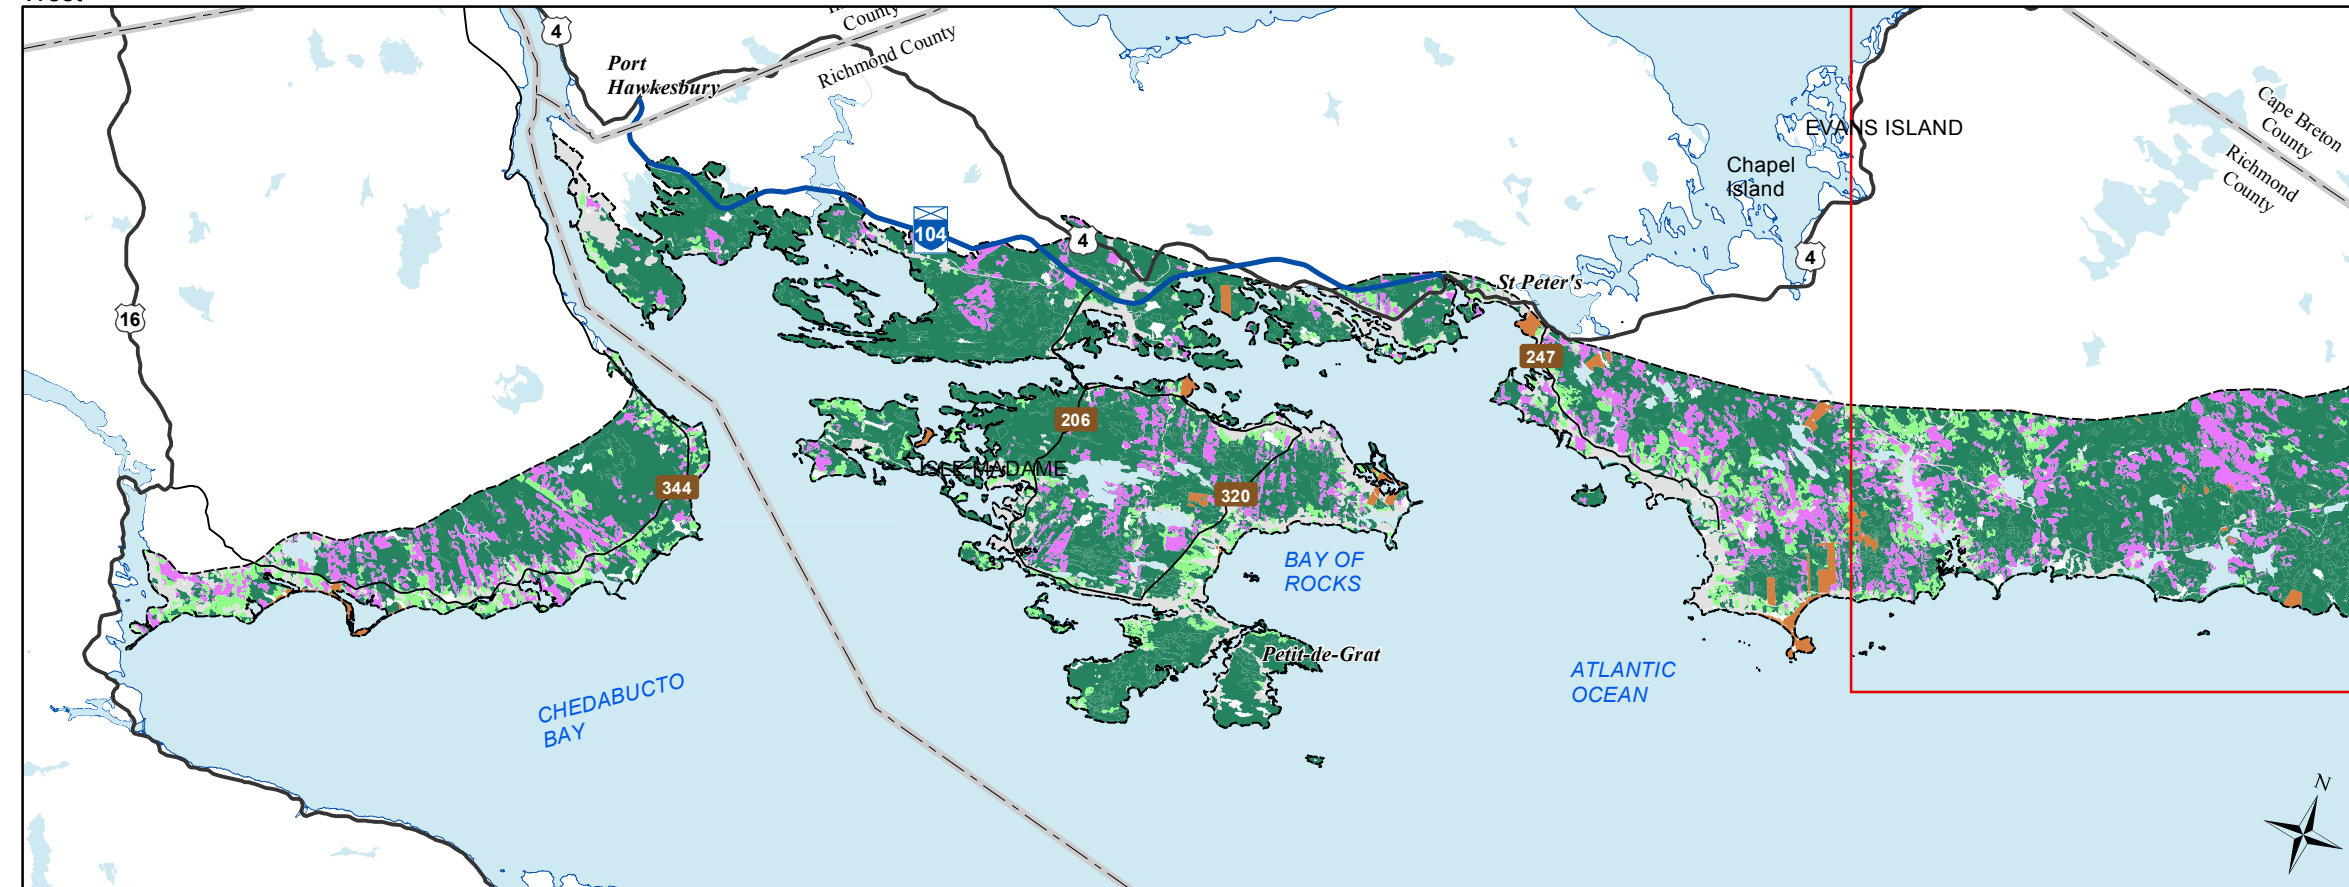 4
County
Richmond County
Port
Hawkesbury
EVANS ISLAND
Cape Breton
County
Richmond
County
Chapel
Island
104
4
4
St Peter's
16
247
206
ISLE MADAME
344
320
BAY OF
ROCKS
Petit-de-Grat
ATLANTIC
OCEAN
CHEDABUCTO
BAY
N